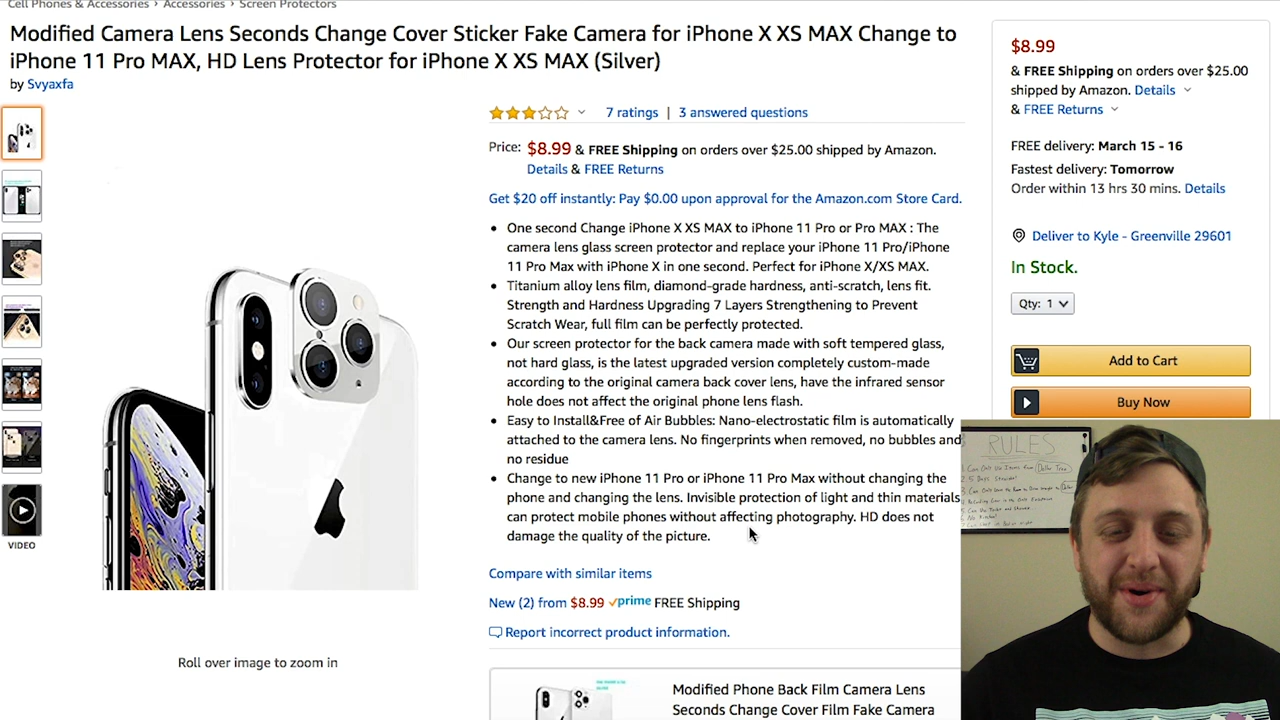 Cell Phones & Accessories › Accessories › Screen Protectors
Modified Camera Lens Seconds Change Cover Sticker Fake Camera for iPhone X XS MAX Change to
iPhone 11 Pro MAX, HD Lens Protector for iPhone X XS MAX (Silver)
by Svyaxfa
7 ratings | 3 answered questions
Price: $8.99 & FREE Shipping on orders over $25.00 shipped by Amazon.
Details & FREE Returns
Get $20 off instantly: Pay $0.00 upon approval for the Amazon.com Store Card.
• One second Change iPhone X XS MAX to iPhone 11 Pro or Pro MAX : The
camera lens glass screen protector and replace your iPhone 11 Pro/iPhone
11 Pro Max with iPhone X in one second. Perfect for iPhone X/XS MAX.
• Titanium alloy lens film, diamond-grade hardness, anti-scratch, lens fit.
Strength and Hardness Upgrading 7 Layers Strengthening to Prevent
Scratch Wear, full film can be perfectly protected.
• Our screen protector for the back camera made with soft tempered glass,
not hard glass, is the latest upgraded version completely custom-made
according to the original camera back cover lens, have the infrared sensor
hole does not affect the original phone lens flash.
• Easy to Install&Free of Air Bubbles: Nano-electrostatic film is automatically
attached to the camera lens. No fingerprints when removed, no bubbles and
no residue
• Change to new iPhone 11 Pro or iPhone 11 Pro Max without changing the
phone and changing the lens. Invisible protection of light and thin materials
can protect mobile phones without affecting photography. HD does not
damage the quality of the picture.
Compare with similar items
New (2) from $8.99 prime FREE Shipping
Report incorrect product information.
Modified Phone Back Film Camera Lens
Seconds Change Cover Film Fake Camera
VIDEO
Roll over image to zoom in
$8.99
& FREE Shipping on orders over $25.00
shipped by Amazon. Details
& FREE Returns
FREE delivery: March 15 - 16
Fastest delivery: Tomorrow
Order within 13 hrs 30 mins. Details
Deliver to Kyle - Greenville 29601
In Stock.
Qty: 1
Add to Cart
Buy Now
RULES
1. Can Only Use Items From Dollar Tree
2. 5 Days Straight